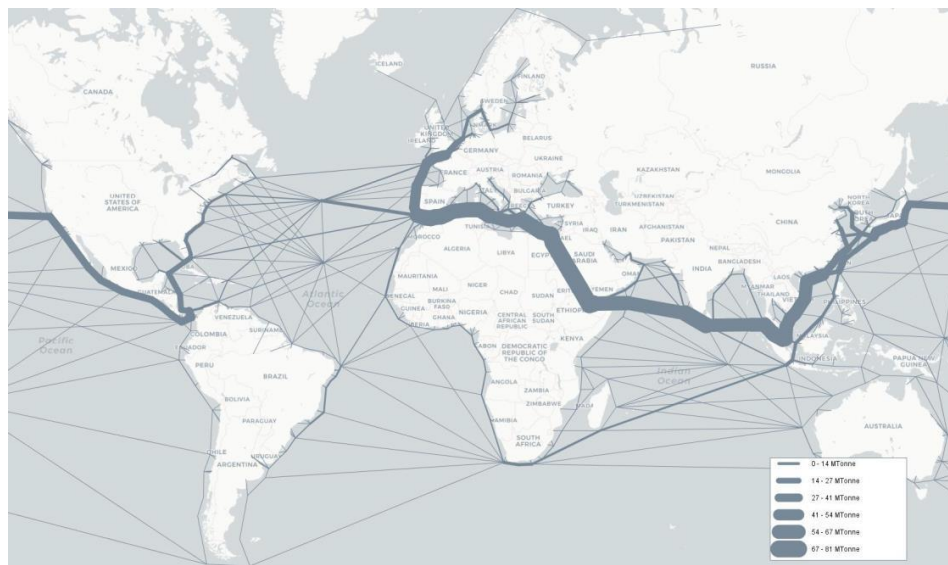 ICELAND
RUSSIA
FINLAND
SWEDEN
CANADA
UNITED
KINGDOM
IRELAND
BELARUS
GERMANY
UKRAINE
KAZAKHSTAN
MONGOLIA
FRANCE
AUSTRIA
ROMANIA
BULGARIA
UZBEKISTAN
TURKMENISTAN
NORTH
KOREA
UNITED
STATES OF
AMERICA
SPAIN
TURKEY
SYRIA
TUNISIA
CHINA
MOROCCO
IRAQ
IRAN
AFGHANISTAN
PAKISTAN
NEPAL
ALGERIA
LIBYA
EGYPT
SAUDI
ARABIA
BANGLADESH
MEXICO
INDIA
OMAN
LAOS
MAURITANIA
MALI
NIGER
CHAD
SUDAN
YEMEN
THAILAND
PHILIPPINES
GUATEMALA
Atlantic
Ocean
SENEGAL
GUINEA
BURKINA
FASO
GHANA
NIGERIA
CENTRAL
AFRICAN
REPUBLIC
SOUTH
SUDAN
ETHIOPIA
VENEZUELA
COLOMBIA
SURINAME
KENYA
Pacific
Ocean
DEMOCRATIC
REPUBLIC OF
THE CONGO
INDONESIA
PAPUA NEW
GUINEA
PERU
BRAZIL
Indian
Ocean
ANGOLA
ZAMBIA
BOLIVIA
ZIMBABWE
NAMIBIA
PARAGUAY
AUSTRALIA
SOUTH
AFRICA
CHILE
URUGUAY
ARGENTINA
0 - 14 MTonne
14 - 27 MTonne
27 - 41 MTonne
41 - 54 MTonne
54 - 67 MTonne
67 - 81 MTonne